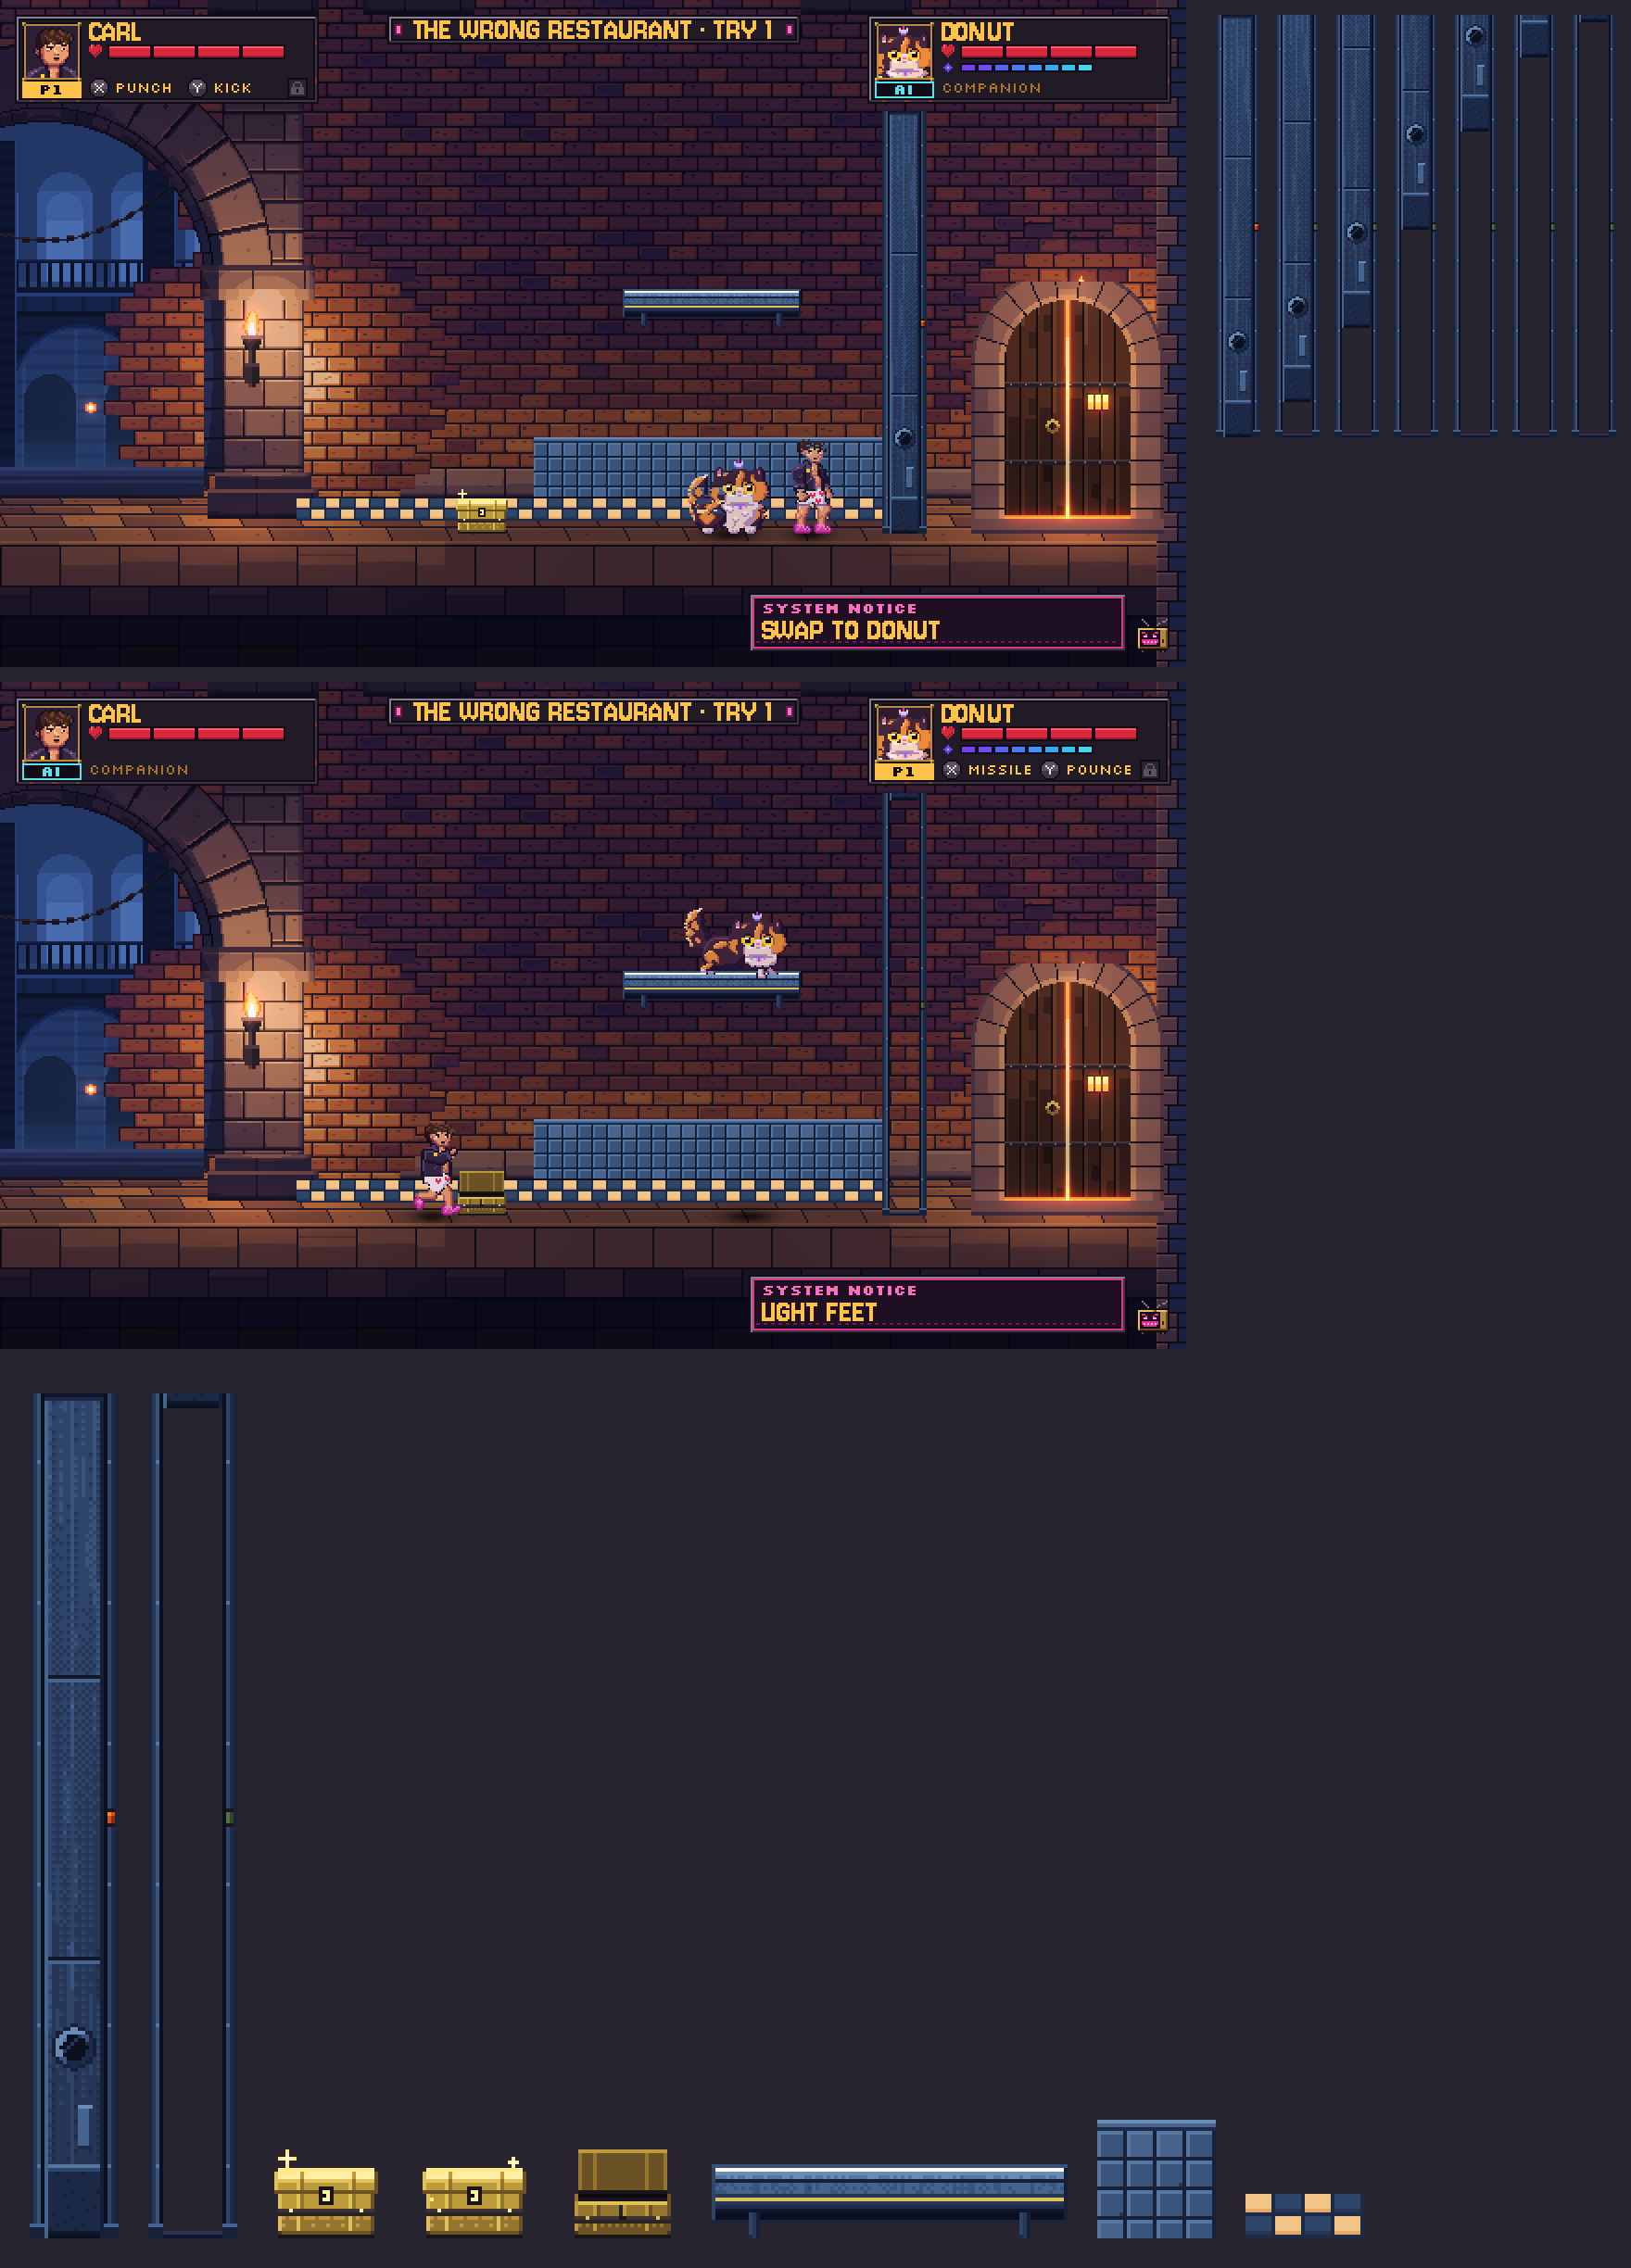 CARL
P1
X PUNCH Y KICK
THE WRONG RESTAURANT · TRY 1
DONUT
AI
COMPANION
SYSTEM NOTICE
SWAP TO DONUT
CARL
AI
COMPANION
THE WRONG RESTAURANT · TRY 1
DONUT
P1
X MISSILE Y POUNCE
SYSTEM NOTICE
LIGHT FEET